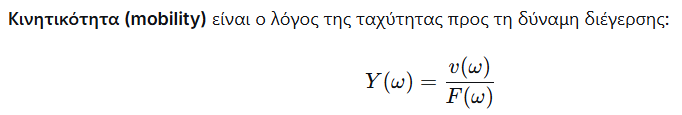 Κινητικότητα (mobility) είναι ο λόγος της ταχύτητας προς τη δύναμη διέγερσης:
Y(ω) = v(ω) / F(ω)